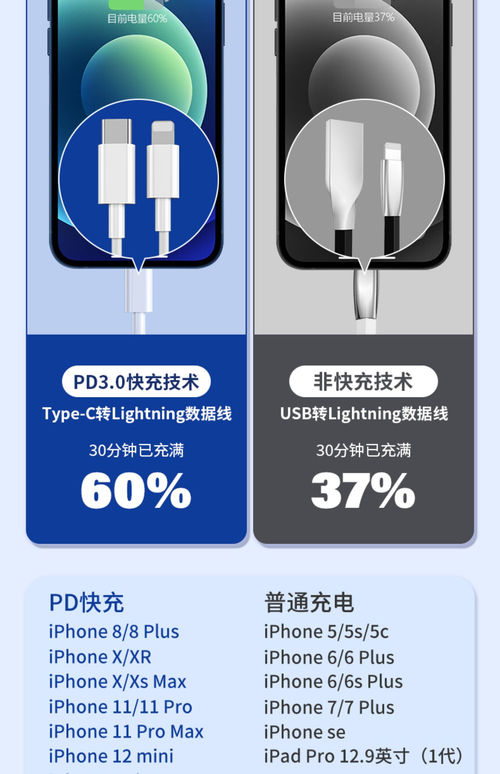 目前电量60%
目前电量37%
PD3.0快充技术
Type-C转Lightning数据线
30分钟已充满
60%
非快充技术
USB转Lightning数据线
30分钟已充满
37%
PD快充
iPhone 8/8 Plus
iPhone X/XR
iPhone X/Xs Max
iPhone 11/11 Pro
iPhone 11 Pro Max
iPhone 12 mini
普通充电
iPhone 5/5s/5c
iPhone 6/6 Plus
iPhone 6/6s Plus
iPhone 7/7 Plus
iPhone se
iPad Pro 12.9英寸（1代）